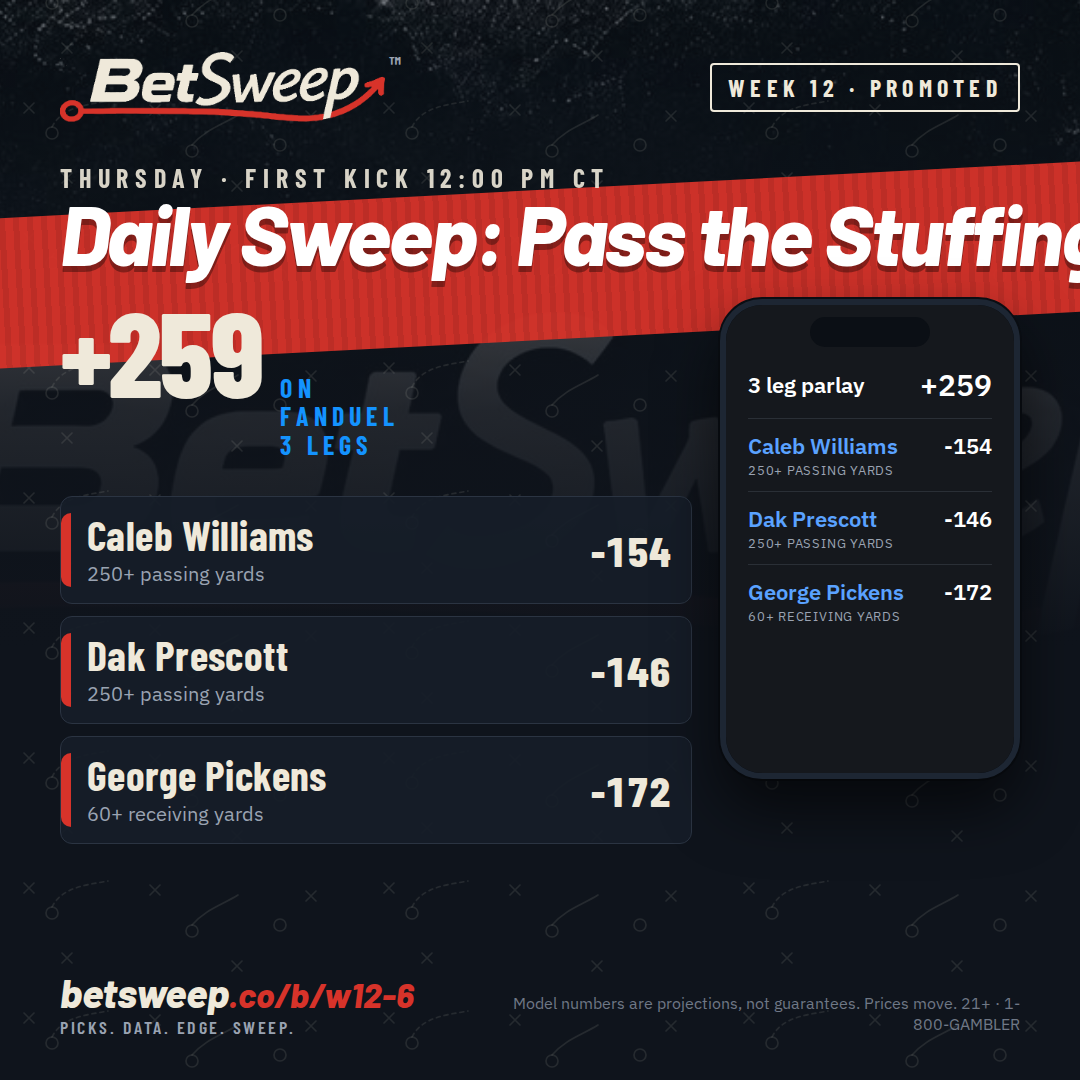 BetSweep™
WEEK 12 · PROMOTED
THURSDAY · FIRST KICK 12:00 PM CT
Daily Sweep: Pass the Stuffing
+259
ON
FANDUEL
3 LEGS
Caleb Williams
250+ passing yards
-154
Dak Prescott
250+ passing yards
-146
George Pickens
60+ receiving yards
-172
3 leg parlay
+259
Caleb Williams
-154
250+ PASSING YARDS
Dak Prescott
-146
250+ PASSING YARDS
George Pickens
-172
60+ RECEIVING YARDS
betsweep.co/b/w12-6
PICKS. DATA. EDGE. SWEEP.
Model numbers are projections, not guarantees. Prices move. 21+ · 1-
800-GAMBLER